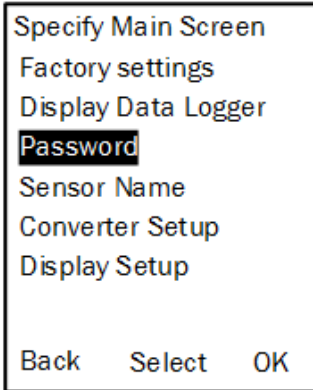 Specify Main Screen
Factory settings
Display Data Logger
Password
Sensor Name
Converter Setup
Display Setup
Back Select OK